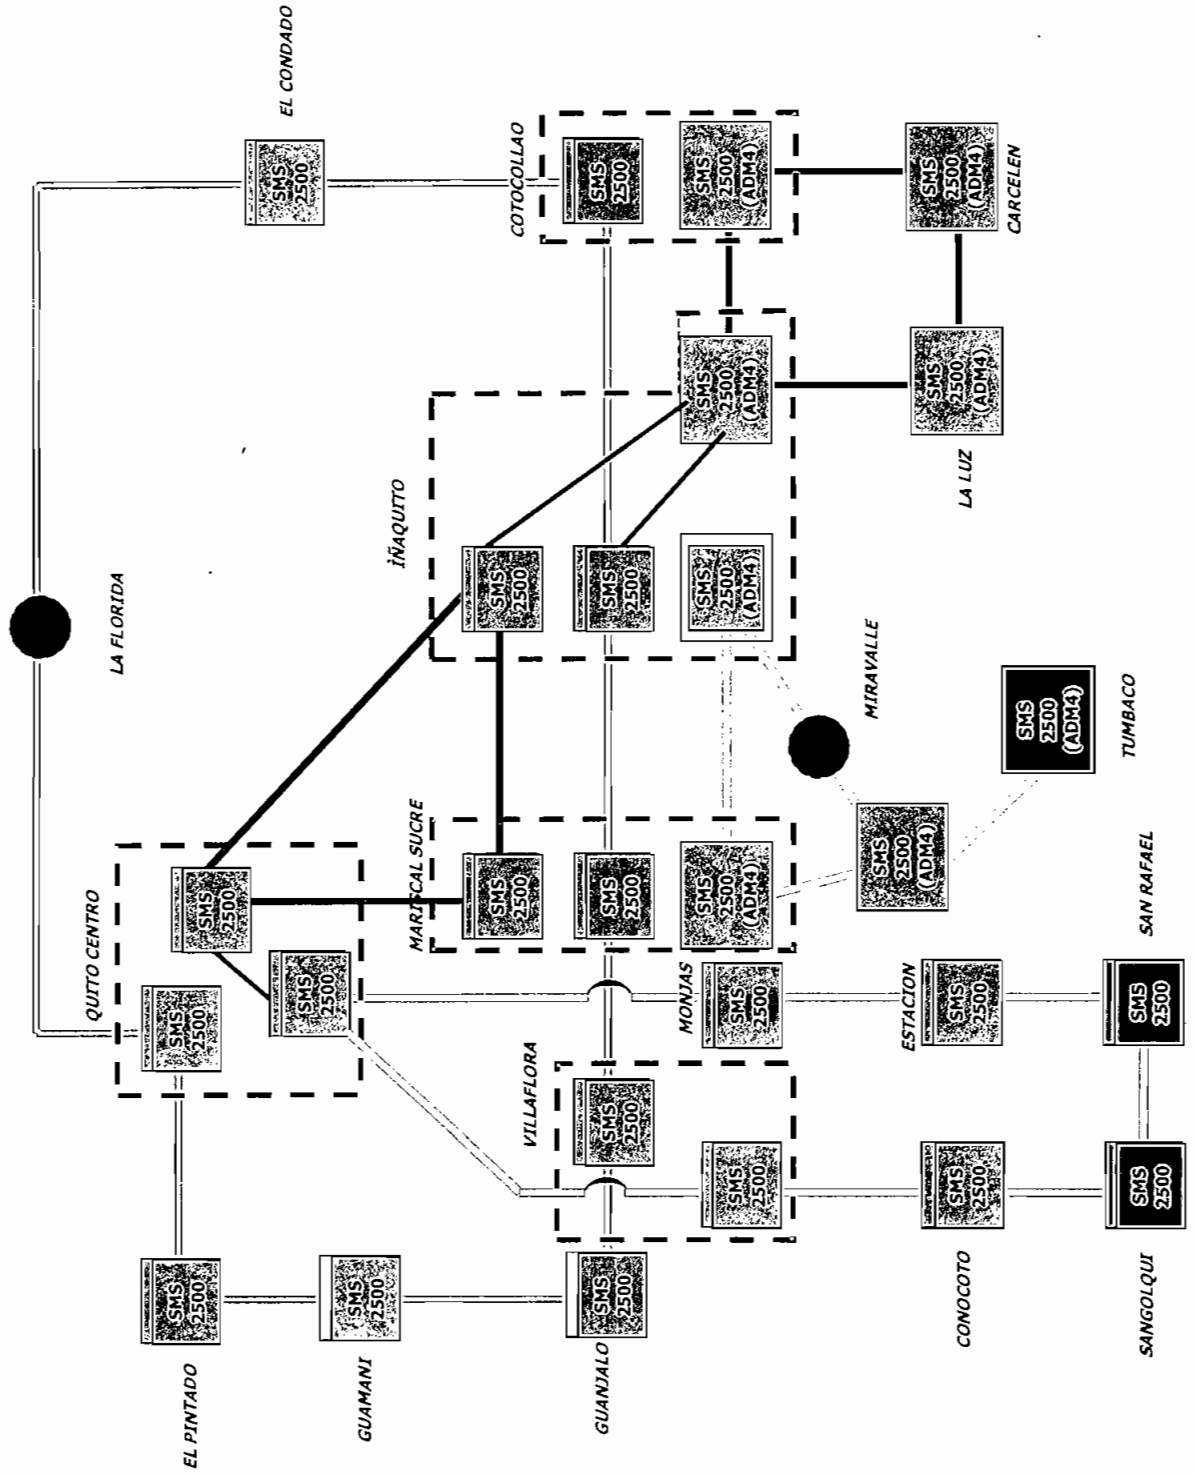 QUITO CENTRO
LA FLORIDA
SMS
2500
SMS
2500
SMS
2500
EL PINTADO
SMS
2500
EL CONDADO
SMS
2500
SMS
2500
GUAMANI
ÌÑAQUITO
MARISCAL SUCRE
SMS
2500
SMS
2500
COTOCOLLAO
VILLAFLORA
SMS
2500
SMS
2500
SMS
2500
SMS
2500
SMS
2500
GUANJALO
MONJAS
SMS
2500
SMS
2500
SMS
2500
(ADM4)
SMS
2500
(ADM4)
SMS
2500
(ADM4)
SMS
2500
(ADM4)
MIRAVALLE
SMS
2500
(ADM4)
ESTACION
SMS
2500
SMS
2500
SMS
2500
(ADM4)
SMS
2500
(ADM4)
CONOCOTO
LA LUZ
CARCELEN
SMS
2500
(ADM4)
TUMBACO
SMS
2500
SMS
2500
SANGOLQUI
SAN RAFAEL